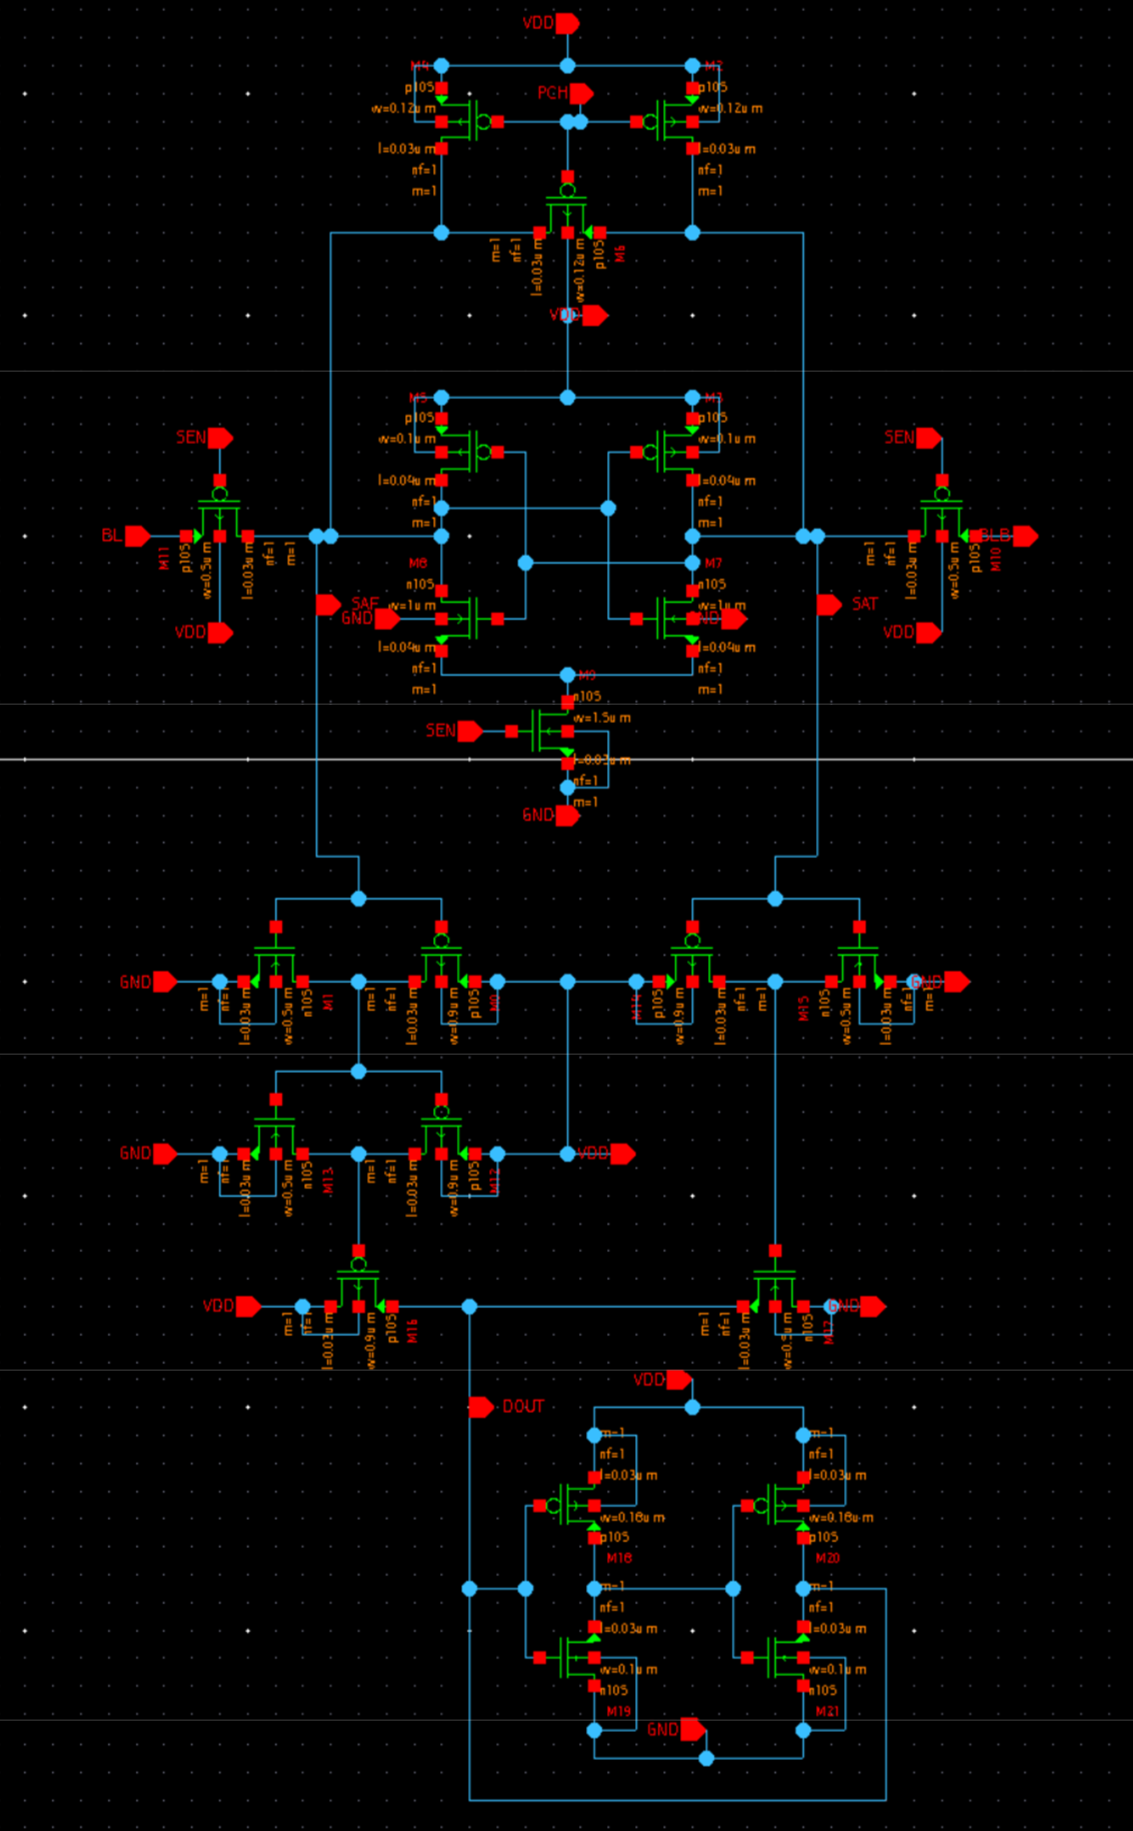 VDD
M4
M2
p105
p105
PCH
w=0.12u m
w=0.12u m
l=0.03u m
l=0.03u m
nf=1
nf=1
m=1
m=1
m=1
nf=1
l=0.03u m
w=0.12u m
p105
M6
VDD
M5
M3
p105
p105
w=0.1u m
w=0.1u m
l=0.04u m
l=0.04u m
nf=1
nf=1
m=1
m=1
SEN
SEN
BL
BLB
M11
p105
w=0.5u m
l=0.03u m
nf=1
m=1
m=1
nf=1
l=0.03u m
w=0.5u m
p105
M10
VDD
VDD
M8
M7
n105
n105
SAF
w=1u m
w=1u m
SAT
GND
GND
l=0.04u m
l=0.04u m
nf=1
nf=1
m=1
m=1
M9
n105
w=1.5u m
SEN
l=0.03u m
nf=1
m=1
GND
GND
GND
m=1
nf=1
l=0.03u m
w=0.5u m
n105
M1
m=1
nf=1
l=0.03u m
w=0.9u m
p105
M0
M14
p105
w=0.9u m
l=0.03u m
nf=1
m=1
M15
n105
w=0.5u m
l=0.03u m
nf=1
m=1
GND
VDD
m=1
nf=1
l=0.03u m
w=0.5u m
n105
M13
m=1
nf=1
l=0.03u m
w=0.9u m
p105
M12
VDD
GND
m=1
nf=1
l=0.03u m
w=0.9u m
p105
M16
m=1
nf=1
l=0.03u m
n105
M17
VDD
DOUT
m=1
m=1
nf=1
nf=1
l=0.03u m
l=0.03u m
w=0.18u m
w=0.18u m
p105
p105
M18
M20
m=1
m=1
nf=1
nf=1
l=0.03u m
l=0.03u m
w=0.1u m
w=0.1u m
n105
n105
M19
M21
GND